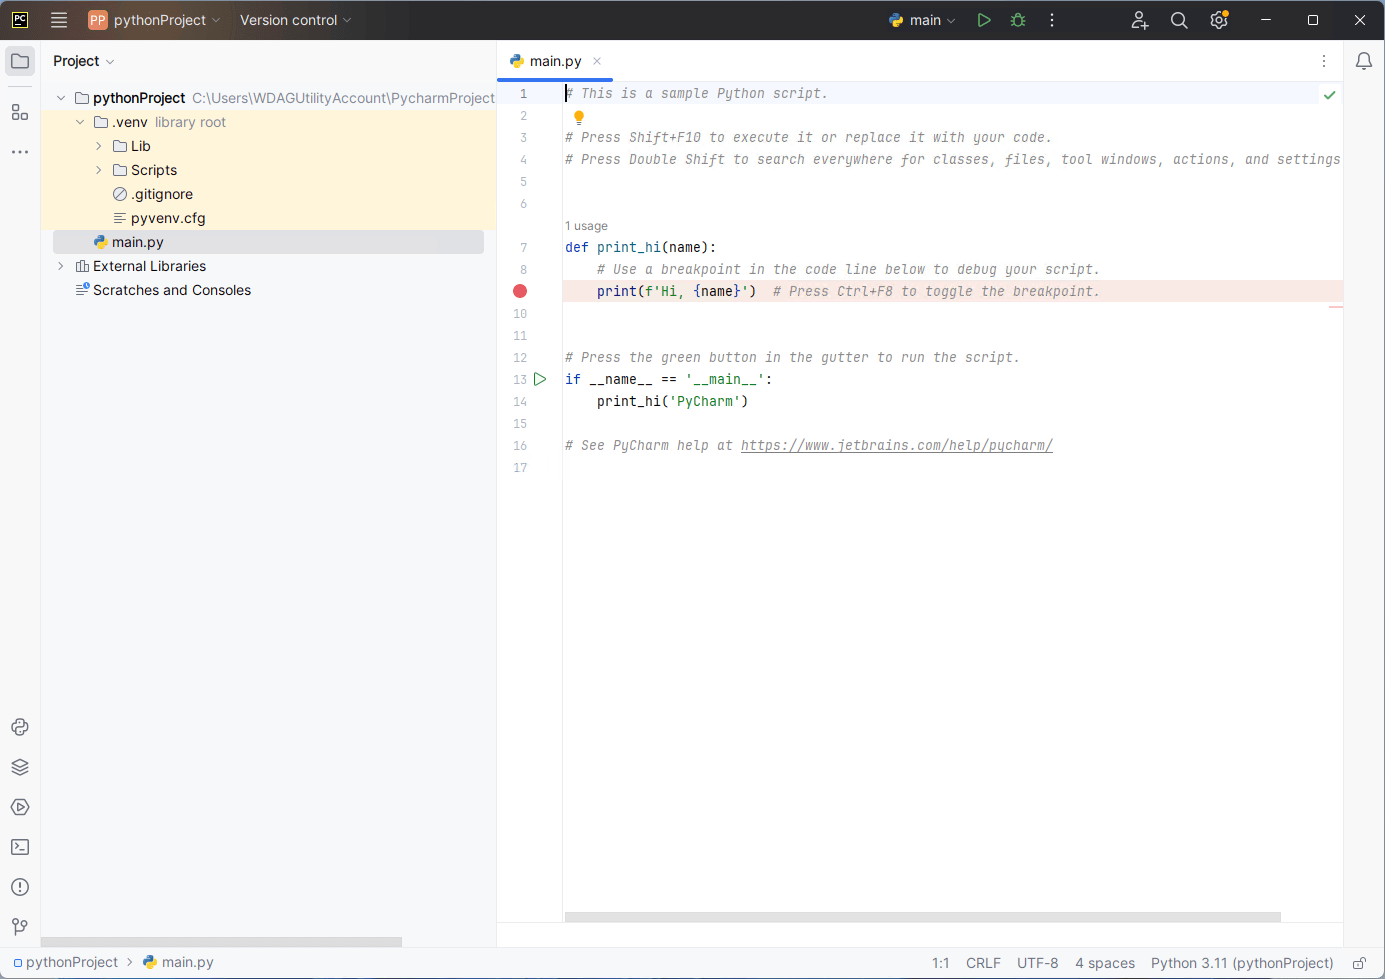 PC
PP pythonProject
Version control
main
Project
main.py
pythonProject C:\Users\WDAGUtilityAccount\PycharmProject
.venv library root
Lib
Scripts
.gitignore
pyvenv.cfg
main.py
External Libraries
Scratches and Consoles
1 # This is a sample Python script.
2
3 # Press Shift+F10 to execute it or replace it with your code.
4 # Press Double Shift to search everywhere for classes, files, tool windows, actions, and settings
5
6
1 usage
7 def print_hi(name):
8 # Use a breakpoint in the code line below to debug your script.
print(f'Hi, {name}') # Press Ctrl+F8 to toggle the breakpoint.
10
11
12 # Press the green button in the gutter to run the script.
13 if __name__ == '__main__':
14 print_hi('PyCharm')
15
16 # See PyCharm help at https://www.jetbrains.com/help/pycharm/
17
pythonProject > main.py
1:1 CRLF UTF-8 4 spaces Python 3.11 (pythonProject)